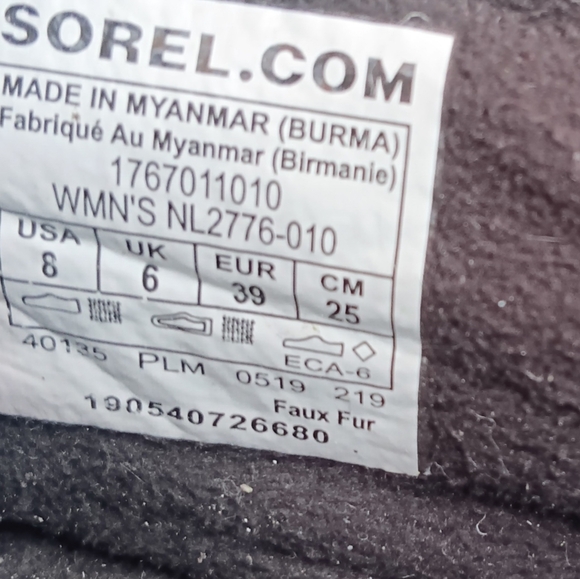 SOREL.COM
MADE IN MYANMAR (BURMA)
Fabriqué Au Myanmar (Birmanie)
1767011010
WMN'S NL2776-010
USA UK EUR CM
8 6 39 25
ECA-6
40135 PLM 0519 219
Faux Fur
190540726680